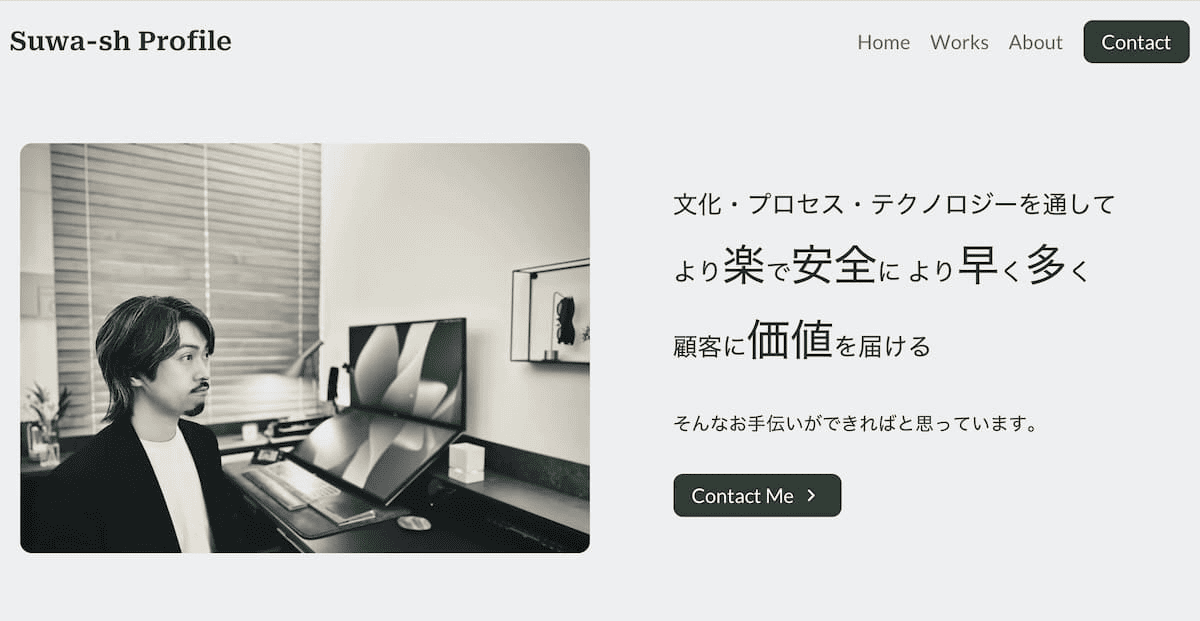 Suwa-sh Profile
Home Works About Contact
文化・プロセス・テクノロジーを通して
より楽で安全に より早く多く
顧客に価値を届ける
そんなお手伝いができればと思っています。
Contact Me